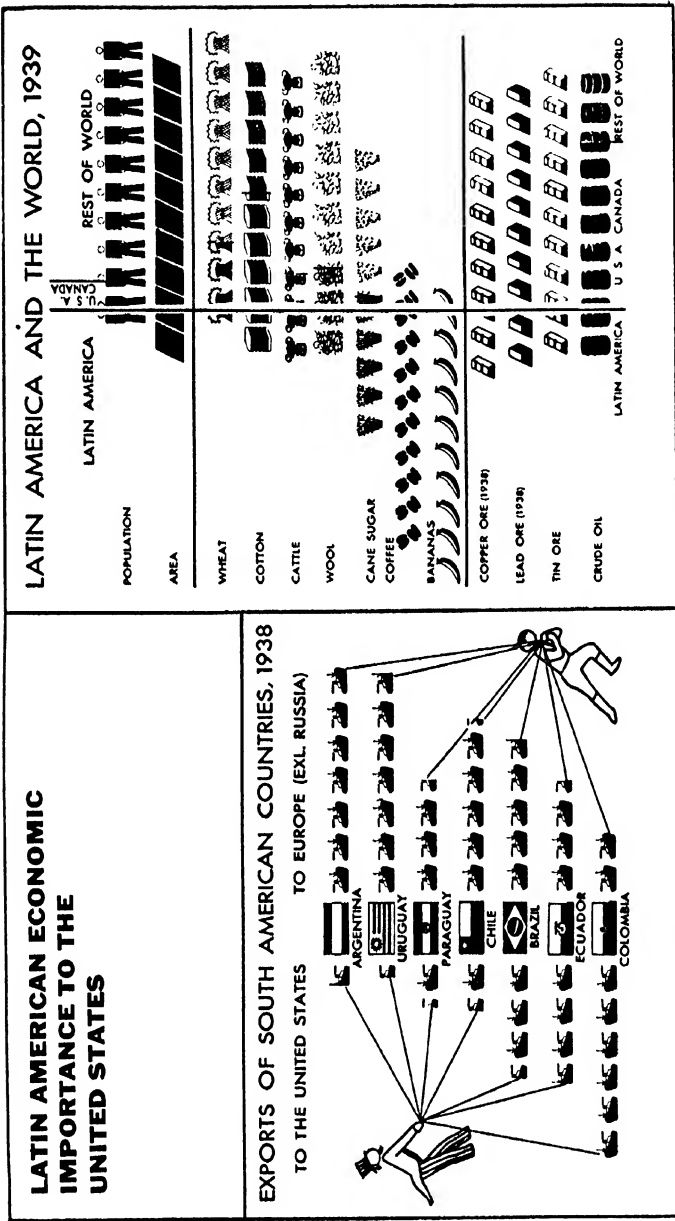 LATIN AMERICAN ECONOMIC
IMPORTANCE TO THE
UNITED STATES
EXPORTS OF SOUTH AMERICAN COUNTRIES, 1938
TO THE UNITED STATES
TO EUROPE (EXL. RUSSIA)
ARGENTINA
URUGUAY
PARAGUAY
CHILE
BRAZIL
ECUADOR
COLOMBIA
LATIN AMERICA AND THE WORLD, 1939
LATIN AMERICA
U. S. A.
CANADA
REST OF WORLD
POPULATION
AREA
WHEAT
COTTON
CATTLE
WOOL
CANE SUGAR
COFFEE
BANANAS
COPPER ORE (1938)
LEAD ORE (1938)
TIN ORE
CRUDE OIL
LATIN AMERICA
U S A CANADA
REST OF WORLD